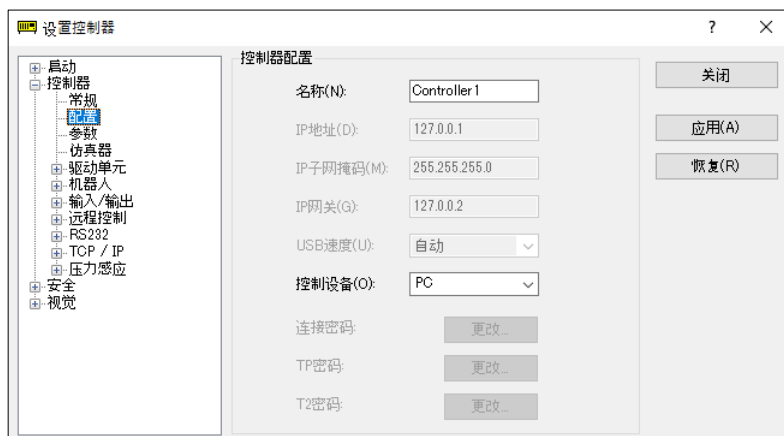 设置控制器
启动
控制器
常规
配置
参数
仿真器
驱动单元
机器人
输入/输出
远程控制
RS232
TCP / IP
压力感应
安全
视觉
控制器配置
名称(N): Controller1
IP地址(D): 127.0.0.1
IP子网掩码(M): 255.255.255.0
IP网关(G): 127.0.0.2
USB速度(U): 自动
控制设备(O): PC
连接密码: 更改...
TP密码: 更改...
T2密码: 更改...
关闭
应用(A)
恢复(R)